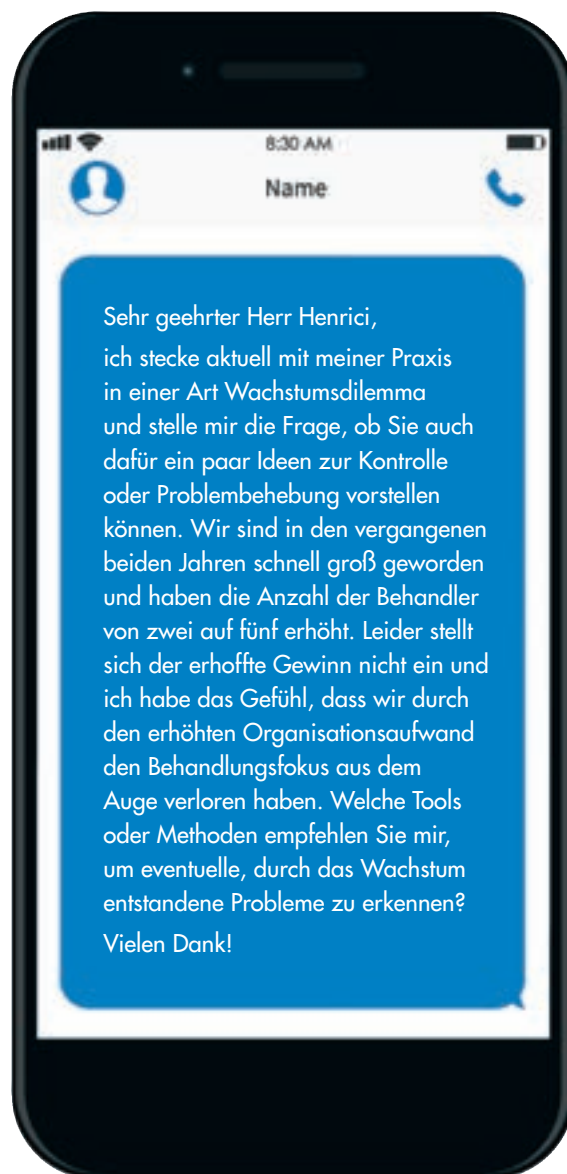 8:30 AM
Name
Sehr geehrter Herr Henrici,
ich stecke aktuell mit meiner Praxis
in einer Art Wachstumsdilemma
und stelle mir die Frage, ob Sie auch
dafür ein paar Ideen zur Kontrolle
oder Problembehebung vorstellen
können. Wir sind in den vergangenen
beiden Jahren schnell groß geworden
und haben die Anzahl der Behandler
von zwei auf fünf erhöht. Leider stellt
sich der erhoffte Gewinn nicht ein und
ich habe das Gefühl, dass wir durch
den erhöhten Organisationsaufwand
den Behandlungsfokus aus dem
Auge verloren haben. Welche Tools
oder Methoden empfehlen Sie mir,
um eventuelle, durch das Wachstum
entstandene Probleme zu erkennen?
Vielen Dank!